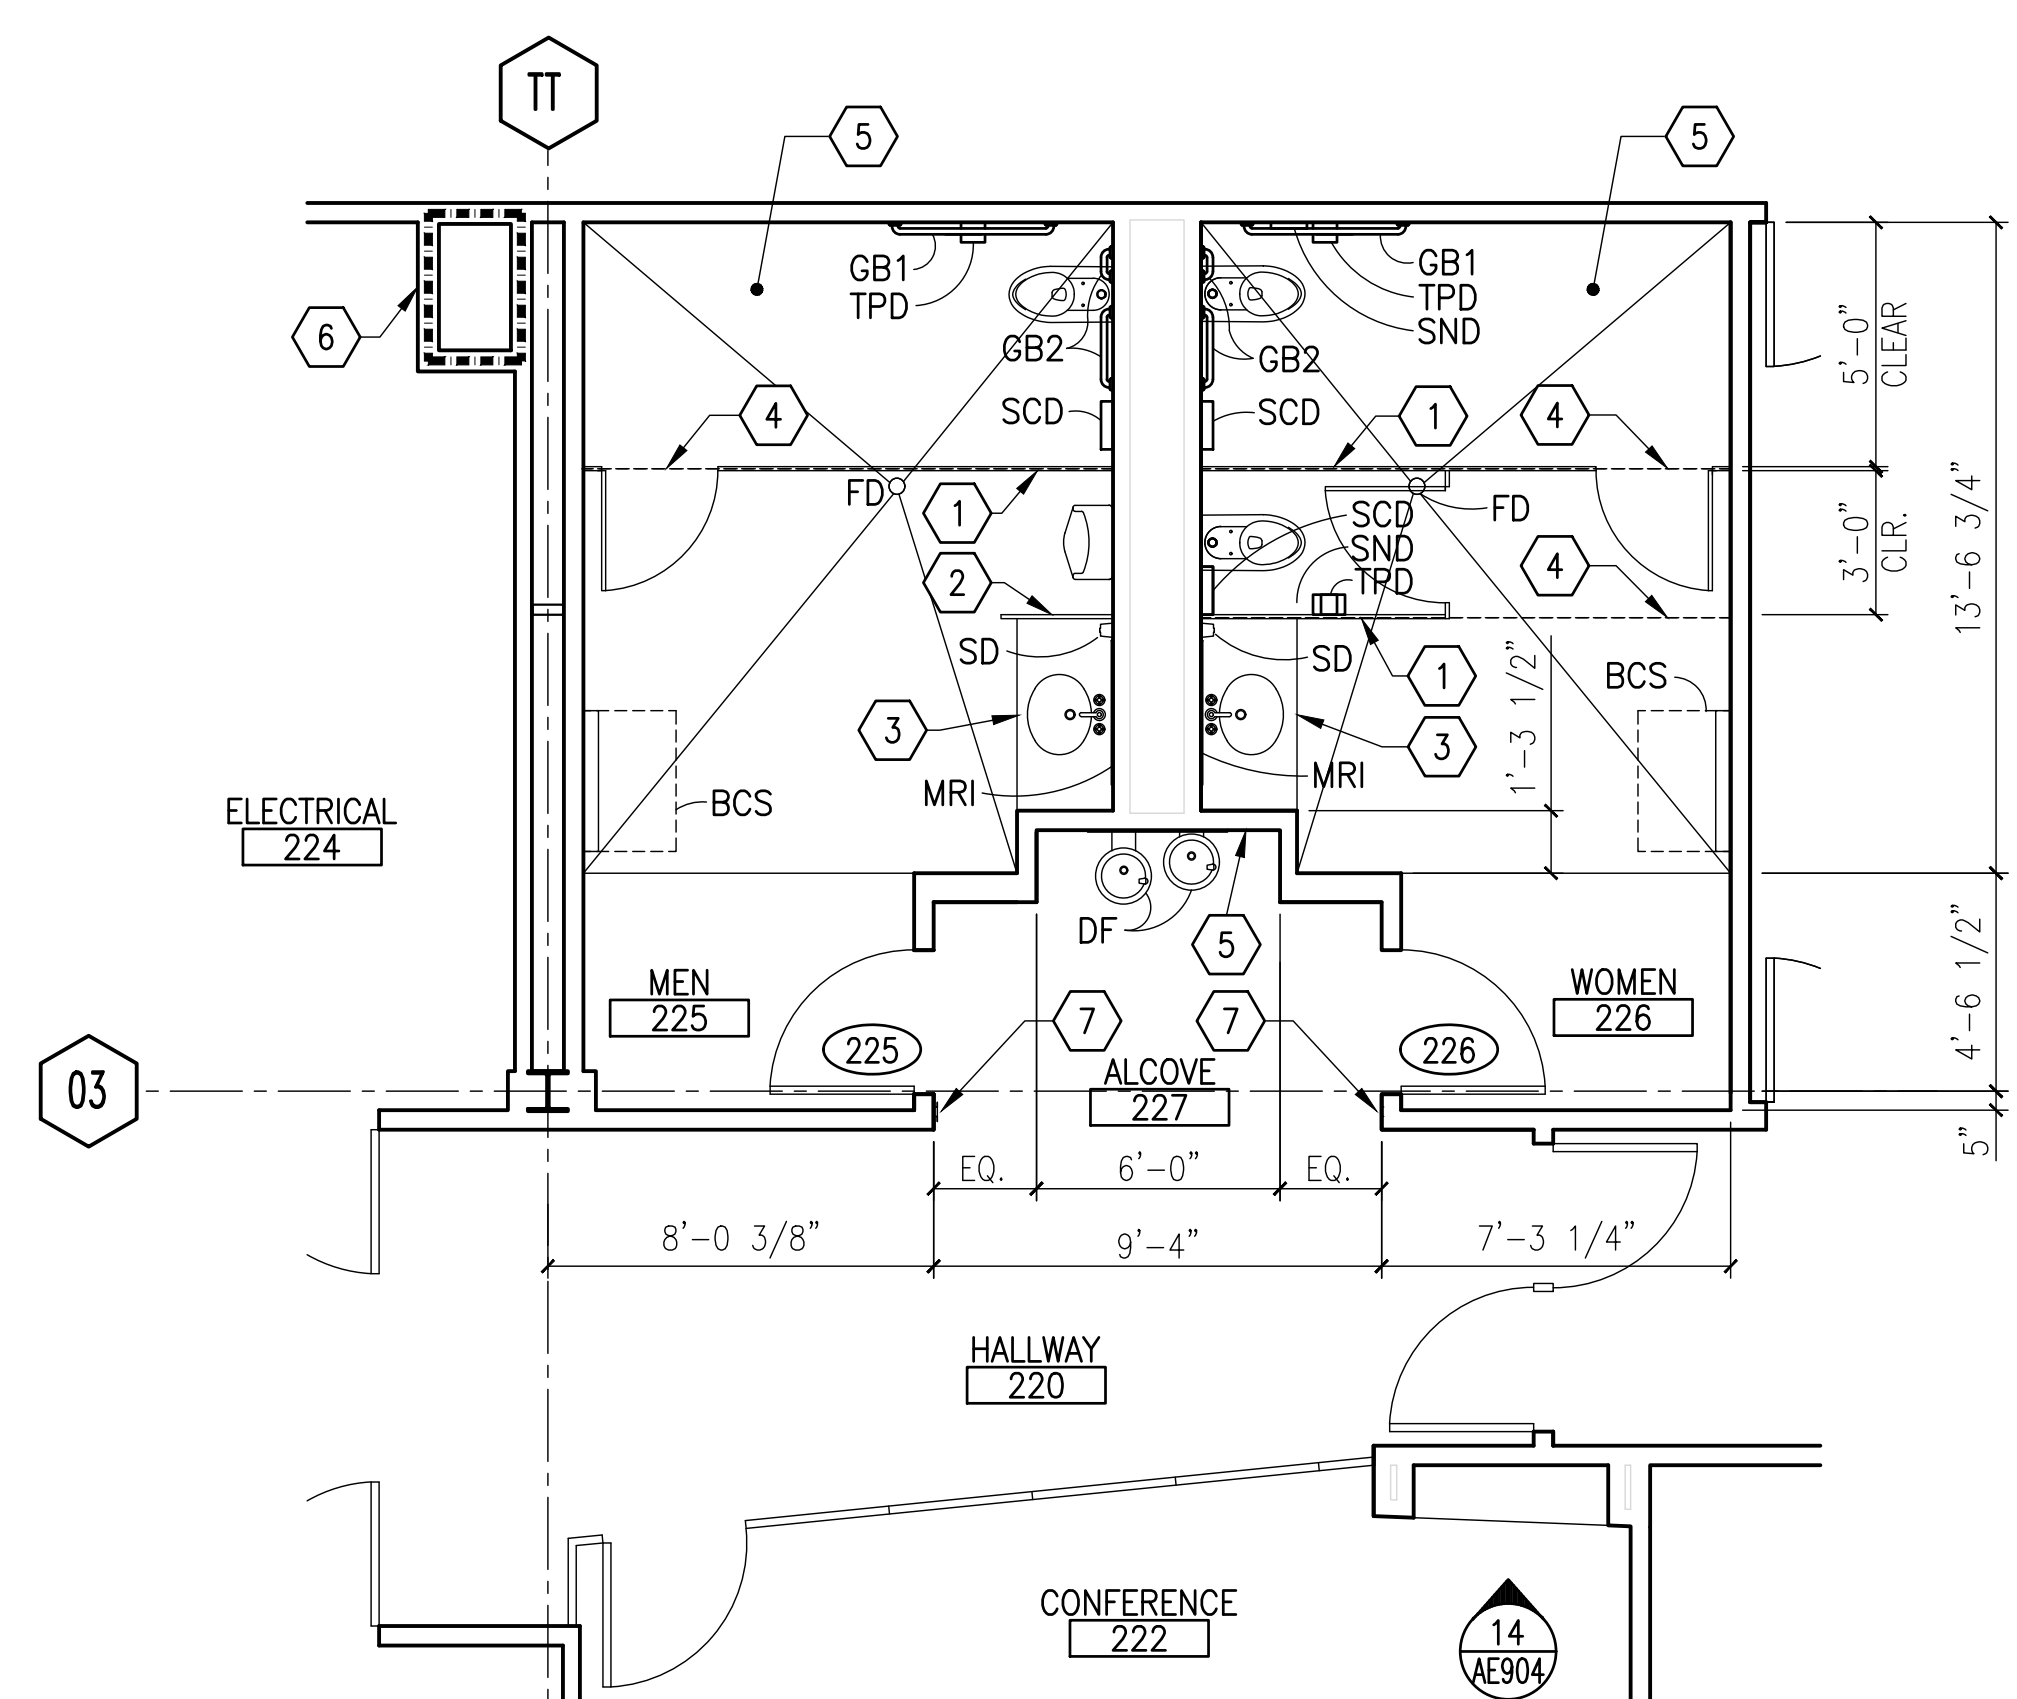 TT
5
5
GB1
TPD
GB1
TPD
SND
6
GB2
GB2
5'-0"
CLEAR
4
SCD
SCD
1
4
FD
1
SCD
FD
SND
TPD
2
4
3'-0"
CLR.
13'-6 3/4"
SD
SD
1
BCS
1'-3 1/2"
3
3
MRI
MRI
BCS
ELECTRICAL
224
DF
5
MEN
225
WOMEN
226
4'-6 1/2"
7
7
225
226
ALCOVE
227
03
5"
EQ.
6'-0"
EQ.
8'-0 3/8"
9'-4"
7'-3 1/4"
HALLWAY
220
CONFERENCE
222
14
AE904